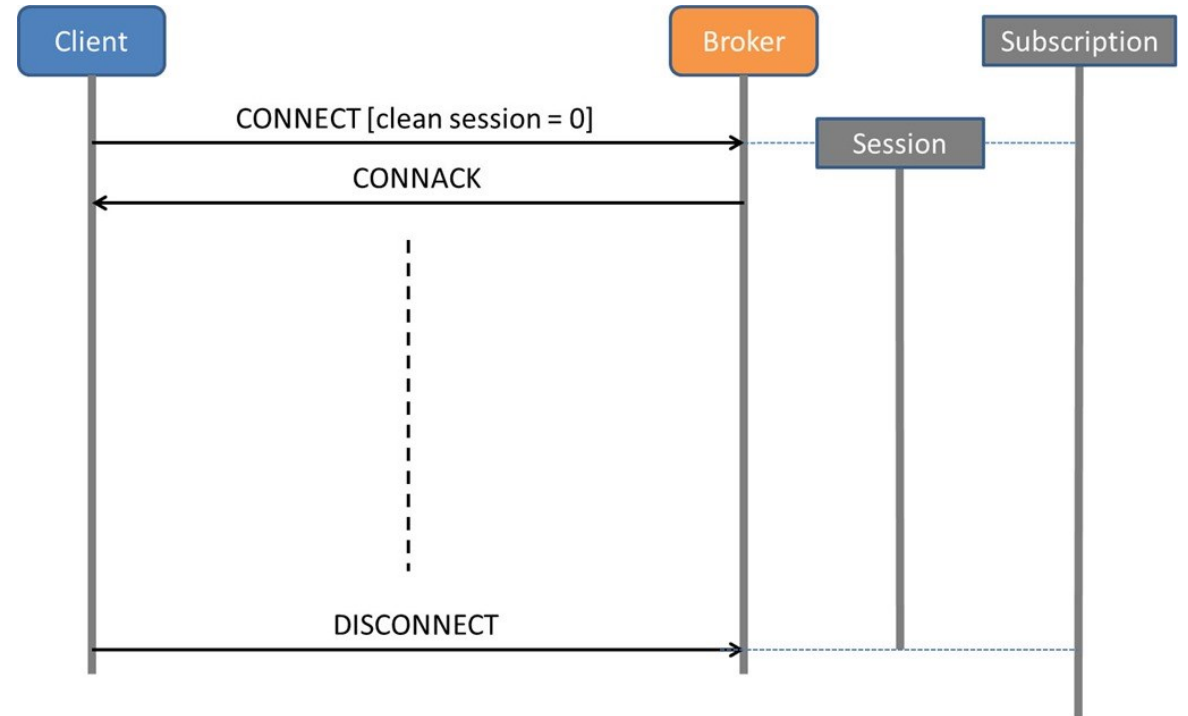 Client
Broker
Subscription
CONNECT [clean session = 0]
Session
CONNACK
DISCONNECT